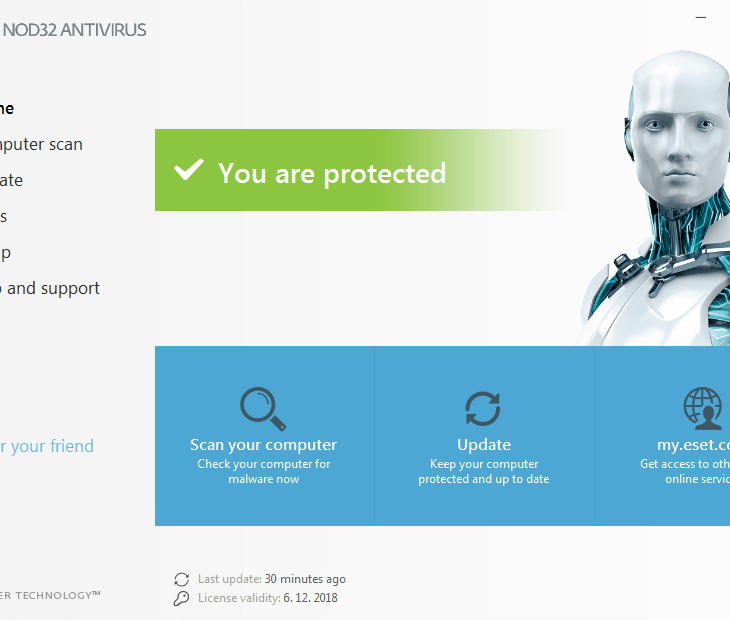 NOD32 ANTIVIRUS
me
mputer scan
ate
s
p
p and support
r your friend
ER TECHNOLOGY™
You are protected
Scan your computer
Check your computer for
malware now
Update
Keep your computer
protected and up to date
my.eset.co
Get access to oth
online servic
Last update: 30 minutes ago
License validity: 6. 12. 2018